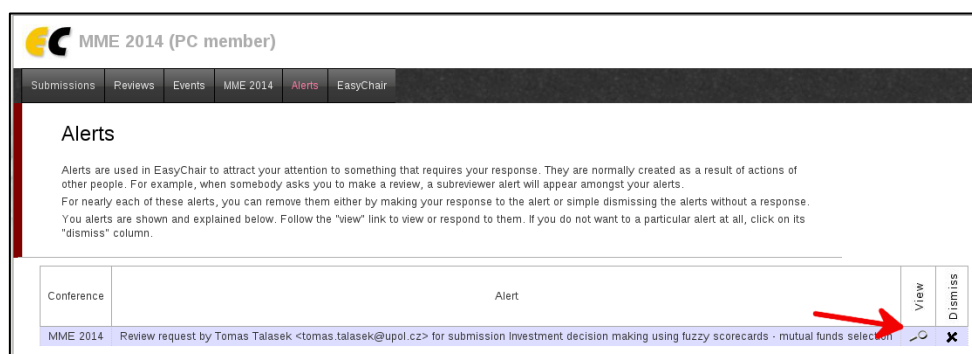 EC MME 2014 (PC member)
Submissions Reviews Events MME 2014 Alerts EasyChair
Alerts
Alerts are used in EasyChair to attract your attention to something that requires your response. They are normally created as a result of actions of
other people. For example, when somebody asks you to make a review, a subreviewer alert will appear amongst your alerts.
For nearly each of these alerts, you can remove them either by making your response to the alert or simple dismissing the alerts without a response.
You alerts are shown and explained below. Follow the "view" link to view or respond to them. If you do not want to a particular alert at all, click on its
"dismiss" column.
Conference Alert View Dismiss
MME 2014 Review request by Tomas Talasek <tomas.talasek@upol.cz> for submission Investment decision making using fuzzy scorecards - mutual funds selection